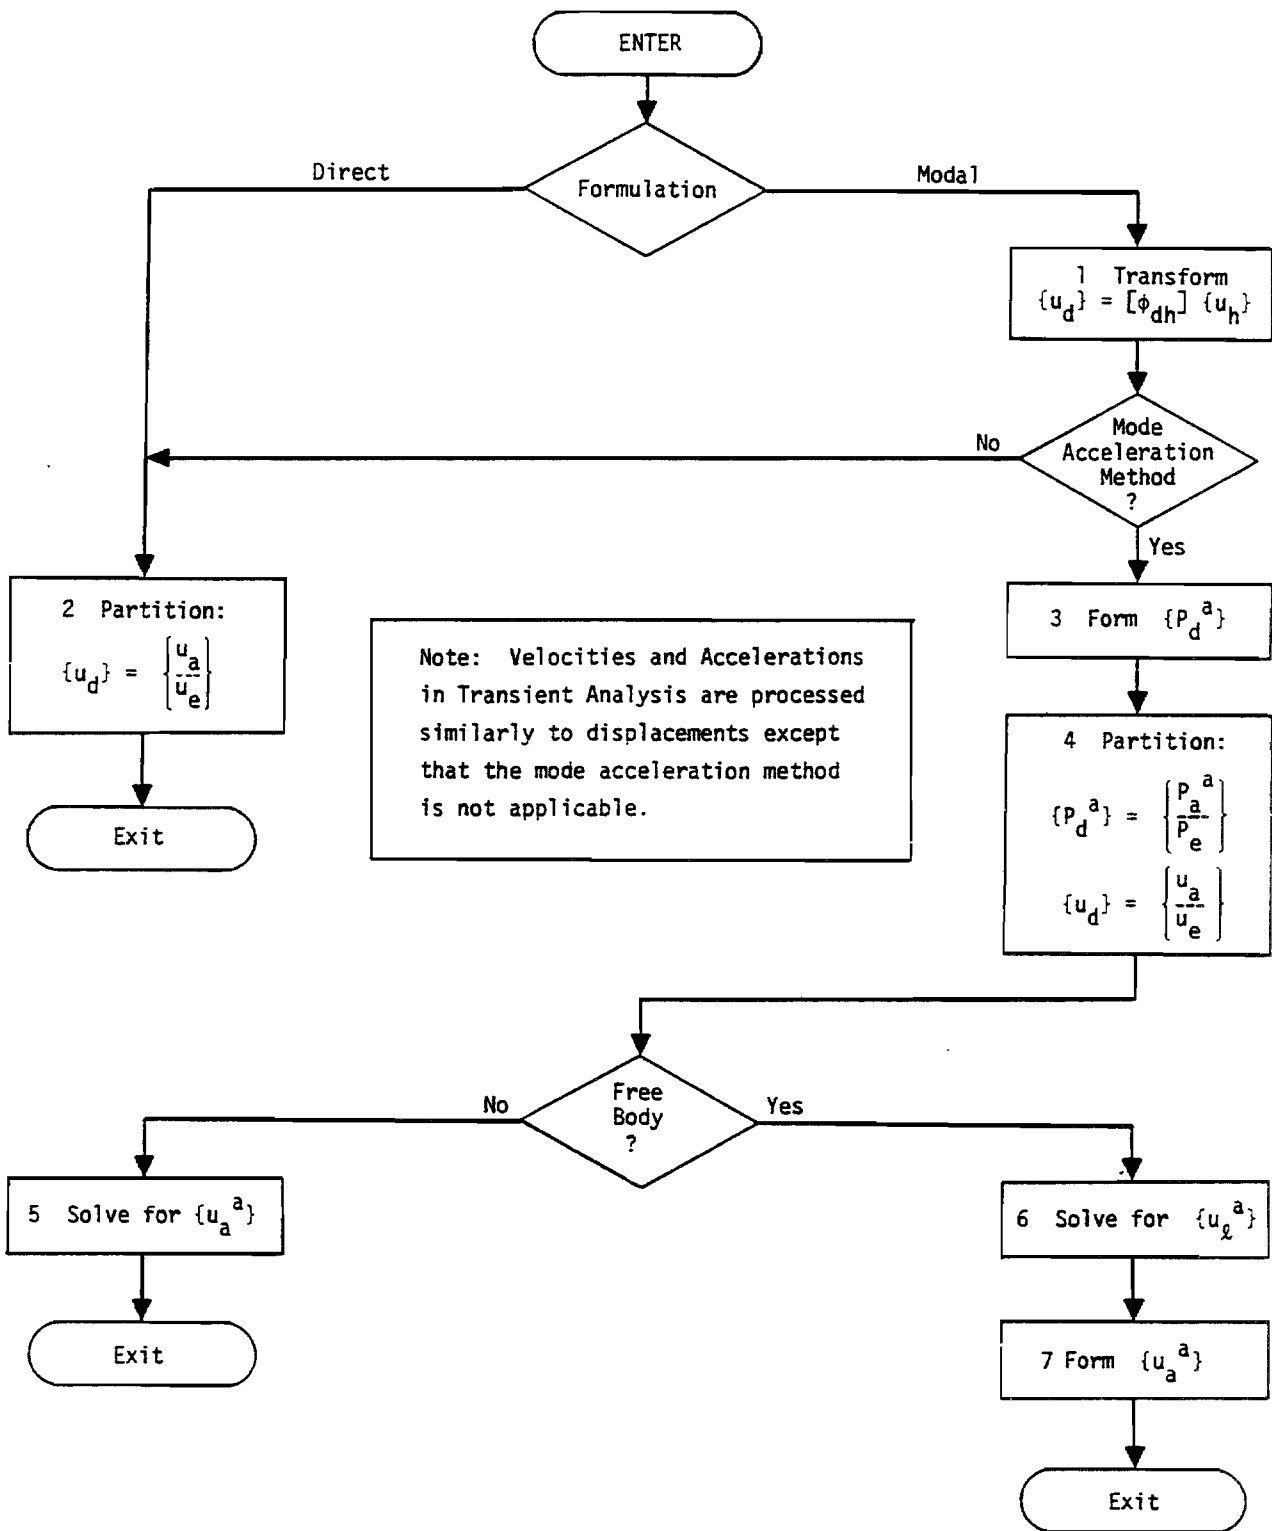 ENTER
Formulation
Direct
Modal
1 Transform
{u_d} = [ϕ_dh] {u_h}
Mode
Acceleration
Method
?
No
Yes
2 Partition:
{u_d} = {u_a / u_e}
Exit
Note: Velocities and Accelerations
in Transient Analysis are processed
similarly to displacements except
that the mode acceleration method
is not applicable.
3 Form {P_d^a}
4 Partition:
{P_d^a} = {P_a^a / P_e}
{u_d} = {u_a / u_e}
Free
Body
?
No
Yes
5 Solve for {u_a^a}
Exit
6 Solve for {u_ℓ^a}
7 Form {u_a^a}
Exit